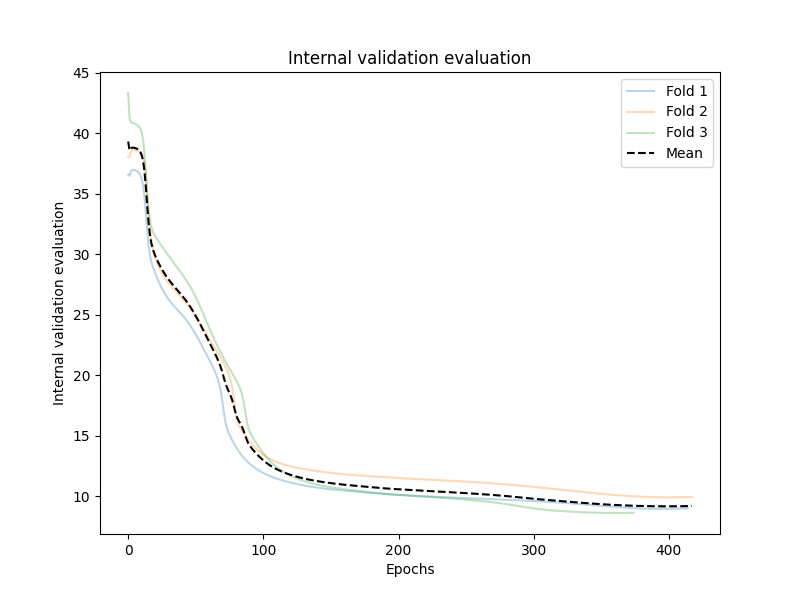 Internal validation evaluation
Internal validation evaluation
45
40
35
30
25
20
15
10
Fold 1
Fold 2
Fold 3
Mean
0 100 200 300 400
Epochs